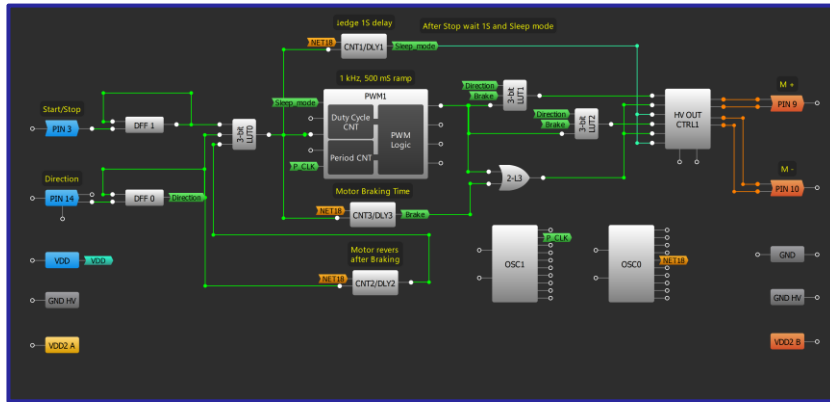 ledge 1S delay
After Stop wait 1S and Sleep mode
NET18
CNT1/DLY1
Sleep_mode
1 kHz, 500 mS ramp
PWM1
Direction
Brake
3-bit LUT1
M +
Start/Stop
Sleep_mode
PIN 3
DFF 1
3-bit LUT0
Duty Cycle CNT
PWM Logic
Direction
Brake
3-bit LUT2
HV OUT CTRL1
PIN 9
Period CNT
P_CLK
Direction
PIN 14
DFF 0
Direction
2-L3
M -
PIN 10
Motor Braking Time
NET18
CNT3/DLY3
Brake
VDD
VDD
Motor revers
after Braking
NET18
CNT2/DLY2
OSC1
P_CLK
OSC0
NET18
GND
GND HV
GND HV
VDD2 A
VDD2 B